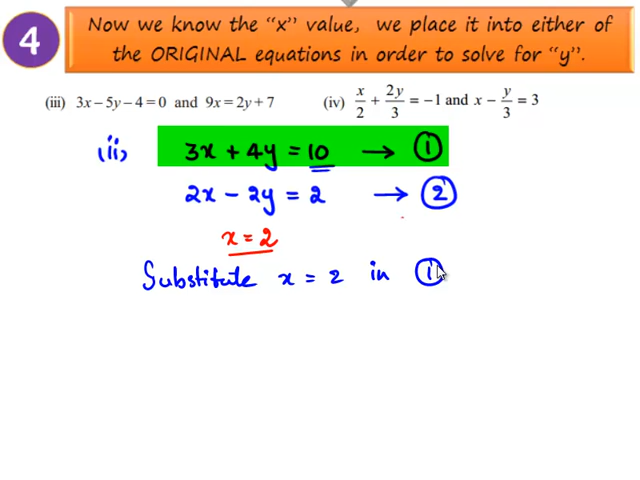 4
Now we know the "x" value, we place it into either of
the ORIGINAL equations in order to solve for "y".
(iii) 3x – 5y – 4 = 0 and 9x = 2y + 7 (iv) x/2 + 2y/3 = –1 and x – y/3 = 3
(ii) 3x + 4y = 10 → ①
2x – 2y = 2 → ②
x = 2
Substitute x = 2 in ①